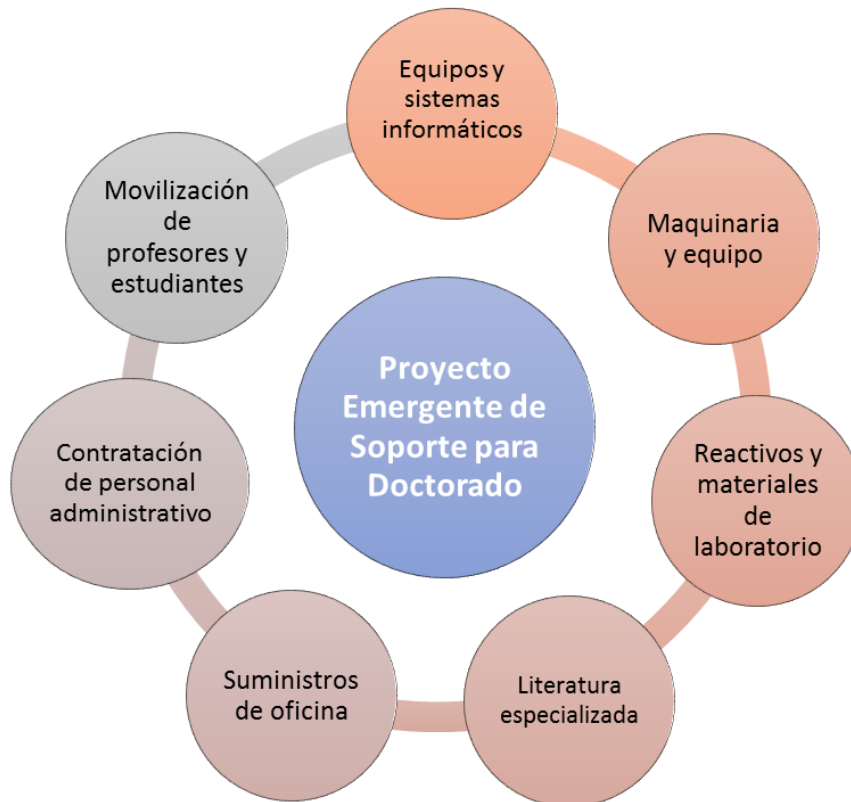 Equipos y
sistemas
informáticos
Maquinaria
y equipo
Reactivos y
materiales
de
laboratorio
Literatura
especializada
Suministros
de oficina
Contratación
de personal
administrativo
Movilización
de
profesores y
estudiantes
Proyecto
Emergente de
Soporte para
Doctorado